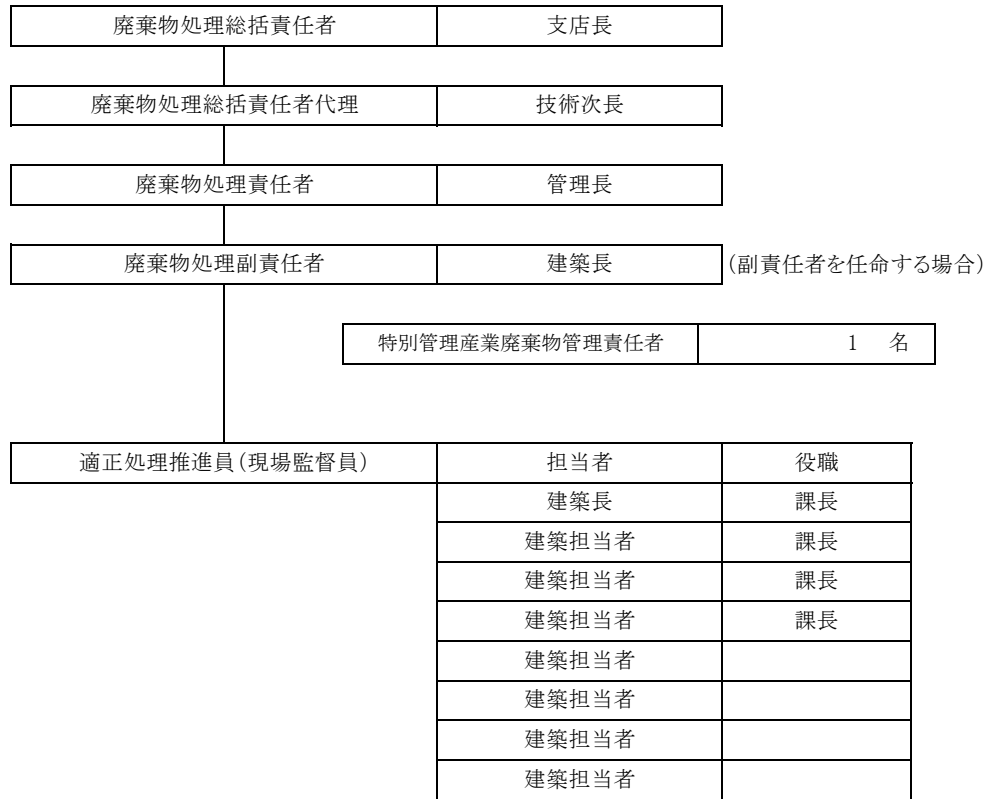 廃棄物処理総括責任者 支店長
廃棄物処理総括責任者代理 技術次長
廃棄物処理責任者 管理長
廃棄物処理副責任者 建築長 (副責任者を任命する場合)
特別管理産業廃棄物管理責任者 1 名
適正処理推進員(現場監督員) 担当者 役職
建築長 課長
建築担当者 課長
建築担当者 課長
建築担当者 課長
建築担当者
建築担当者
建築担当者
建築担当者